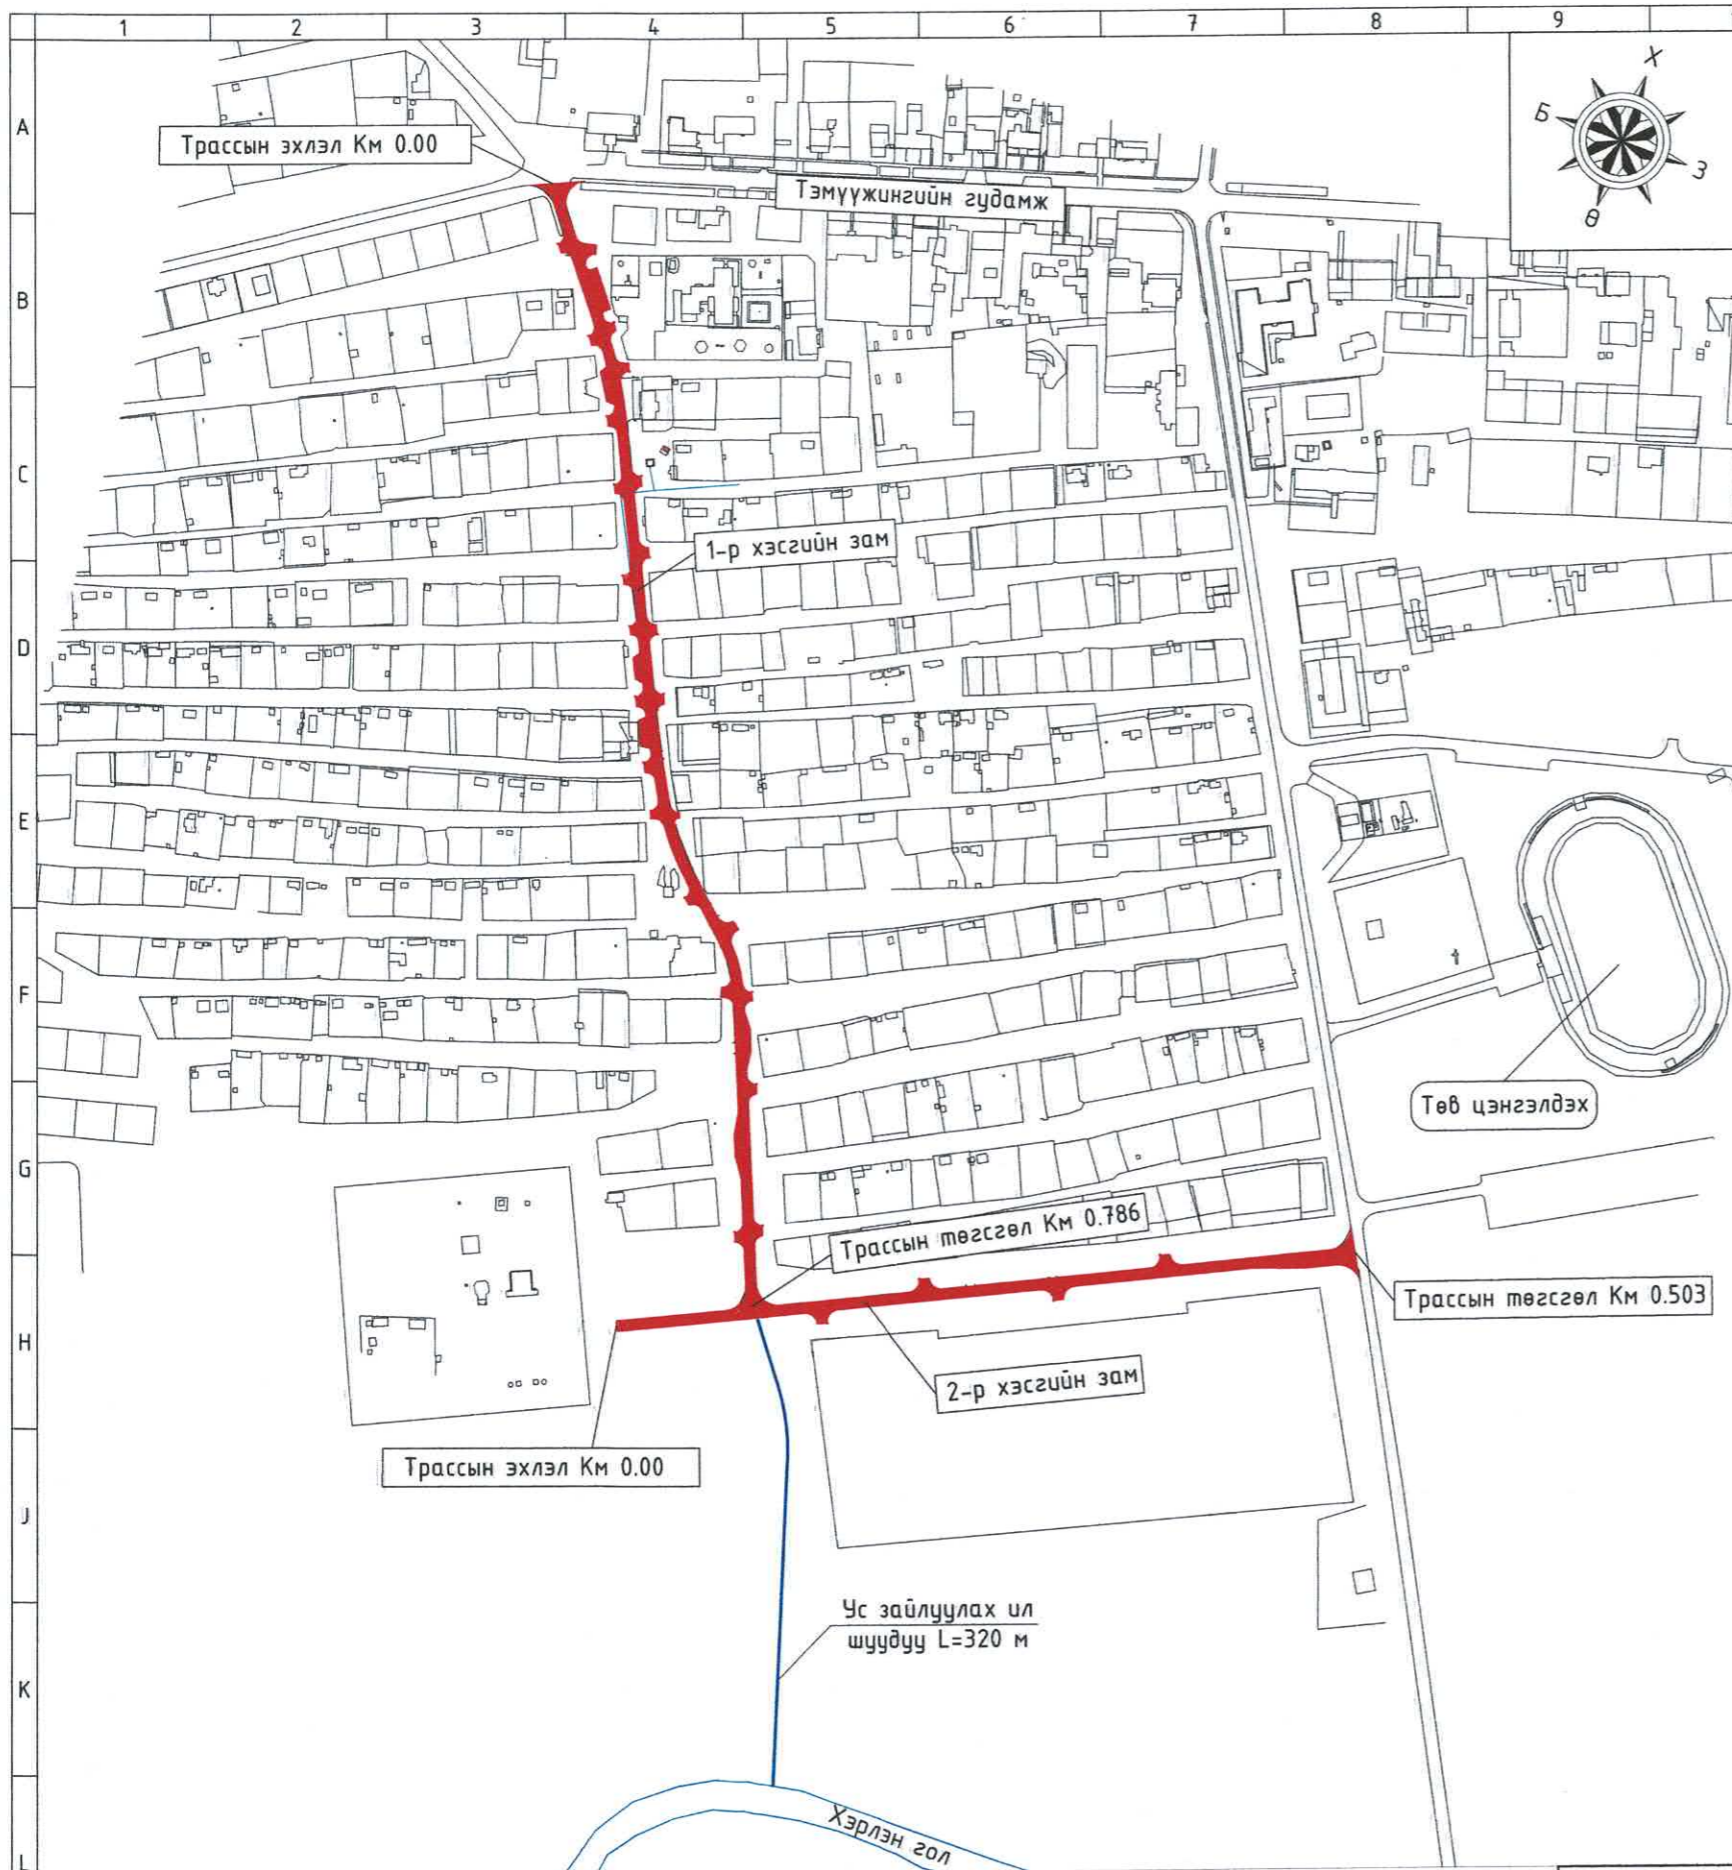 1 2 3 4 5 6 7 8 9
A
B
C
D
E
F
G
H
J
K
L
Х
Б
З
Ө
Трассын эхлэл Км 0.00
Тэмүүжингийн гудамж
1-р хэсгийн зам
Төв цэнгэлдэх
Трассын төгсгөл Км 0.786
Трассын төгсгөл Км 0.503
2-р хэсгийн зам
Трассын эхлэл Км 0.00
Ус зайлуулах ил
шуудуу L=320 м
Хэрлэн гол